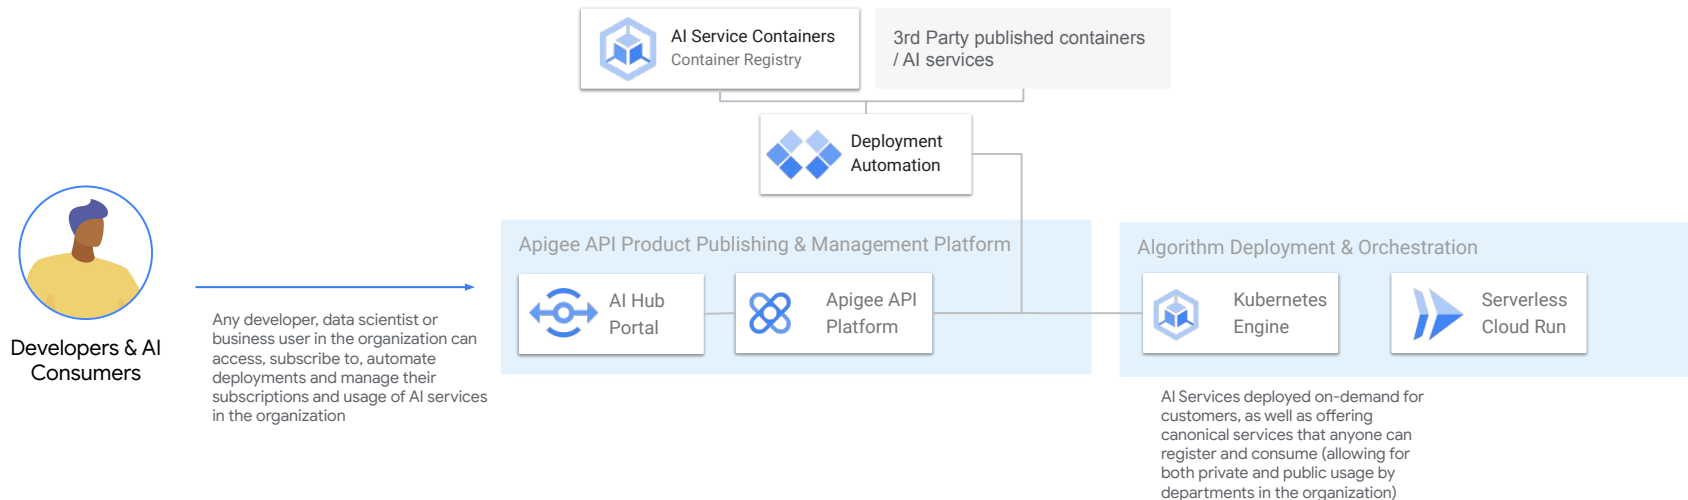 AI Service Containers
Container Registry
3rd Party published containers
/ AI services
Deployment
Automation
Developers & AI
Consumers
Any developer, data scientist or
business user in the organization can
access, subscribe to, automate
deployments and manage their
subscriptions and usage of AI services
in the organization
Apigee API Product Publishing & Management Platform
AI Hub
Portal
Apigee API
Platform
Algorithm Deployment & Orchestration
Kubernetes
Engine
Serverless
Cloud Run
AI Services deployed on-demand for
customers, as well as offering
canonical services that anyone can
register and consume (allowing for
both private and public usage by
departments in the organization)